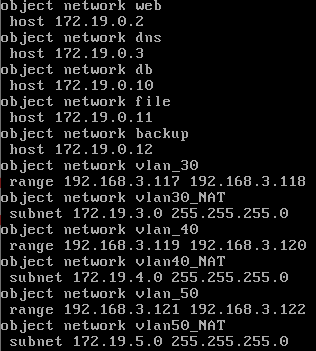 object network web
 host 172.19.0.2
object network dns
 host 172.19.0.3
object network db
 host 172.19.0.10
object network file
 host 172.19.0.11
object network backup
 host 172.19.0.12
object network vlan_30
 range 192.168.3.117 192.168.3.118
object network vlan30_NAT
 subnet 172.19.3.0 255.255.255.0
object network vlan_40
 range 192.168.3.119 192.168.3.120
object network vlan40_NAT
 subnet 172.19.4.0 255.255.255.0
object network vlan_50
 range 192.168.3.121 192.168.3.122
object network vlan50_NAT
 subnet 172.19.5.0 255.255.255.0